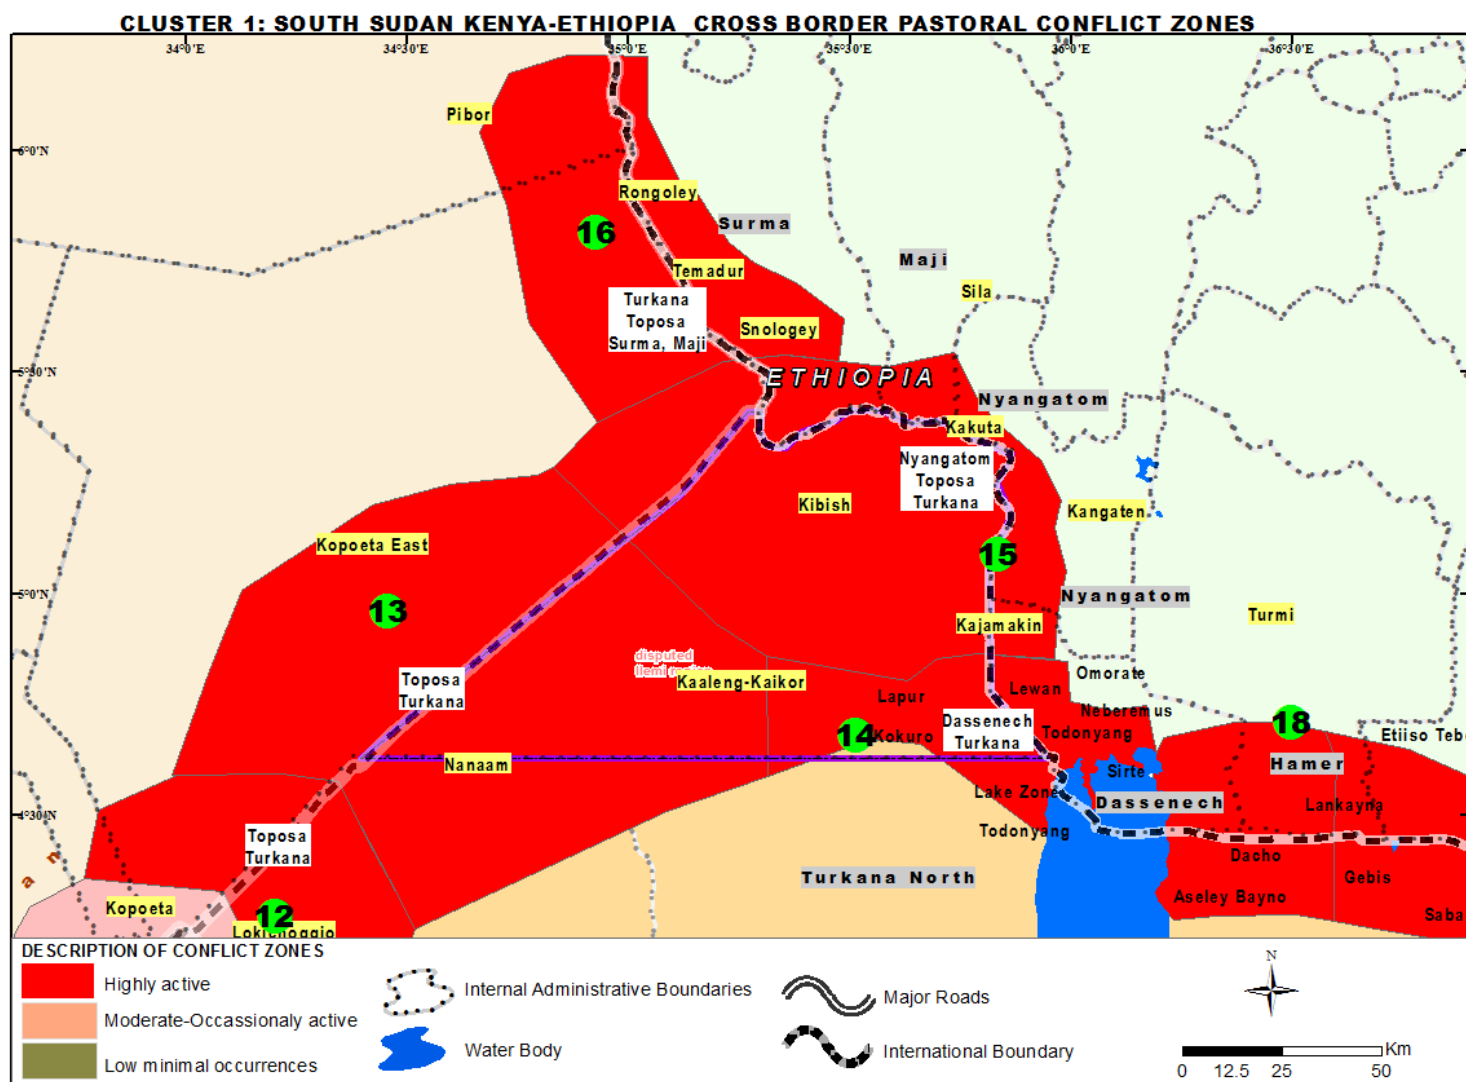 CLUSTER 1: SOUTH SUDAN KENYA-ETHIOPIA CROSS BORDER PASTORAL CONFLICT ZONES
34°0'E
34°30'E
35°0'E
35°30'E
36°0'E
36°30'E
Pibor
6°0'N
Rongoley
Surma
16
Maji
Temadur
Sila
Turkana
Toposa
Surma, Maji
Snologey
5°30'N
ETHIOPIA
Nyangatom
Kakuta
Nyangatom
Toposa
Turkana
Kibish
Kangaten
Kopoeta East
15
5°0'N
13
Nyangatom
Turmi
Kajamakin
disputed
Kaaleng-Kaikor
Omorate
Toposa
Turkana
Lapur
Lewan
Neberemus
14
Kokuro
Dassenech
Turkana
Todonyang
18
Etiiso Tebe
Nanaam
Sirte
Hamer
Lake Zone
Dassenech
Lankayna
4°30'N
Toposa
Turkana
Todonyang
Dacho
Turkana North
Gebis
Aseley Bayno
Kopoeta
12
Saba
Lokichoggio
DESCRIPTION OF CONFLICT ZONES
Highly active
Moderate-Occassionaly active
Low minimal occurrences
Internal Administrative Boundaries
Water Body
Major Roads
International Boundary
N
Km
0 12.5 25 50